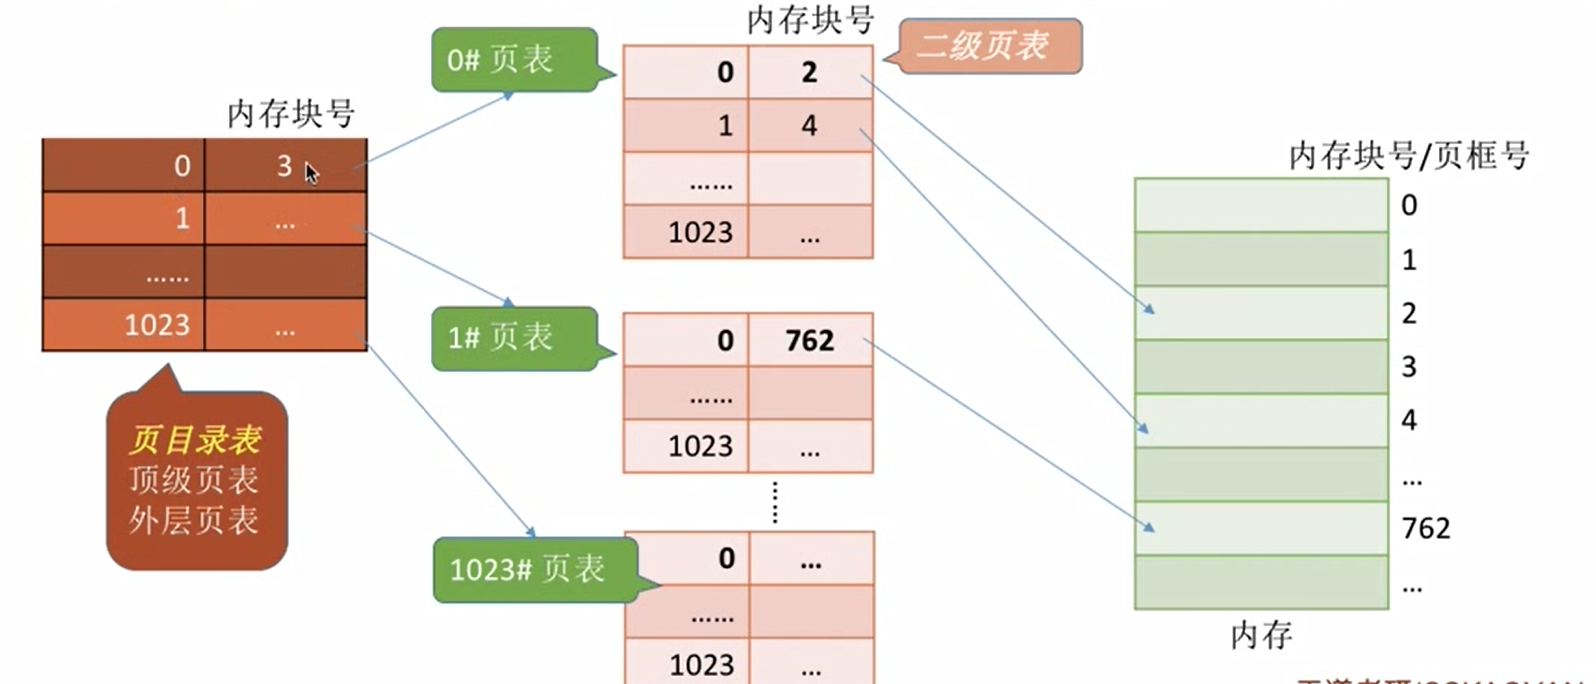 内存块号
0 3
1 ...
......
1023 ...
页目录表
顶级页表
外层页表
0# 页表
1# 页表
1023# 页表
内存块号
二级页表
0 2
1 4
......
1023 ...
0 762
......
1023 ...
0 ...
......
1023 ...
内存块号/页框号
0
1
2
3
4
...
762
...
内存